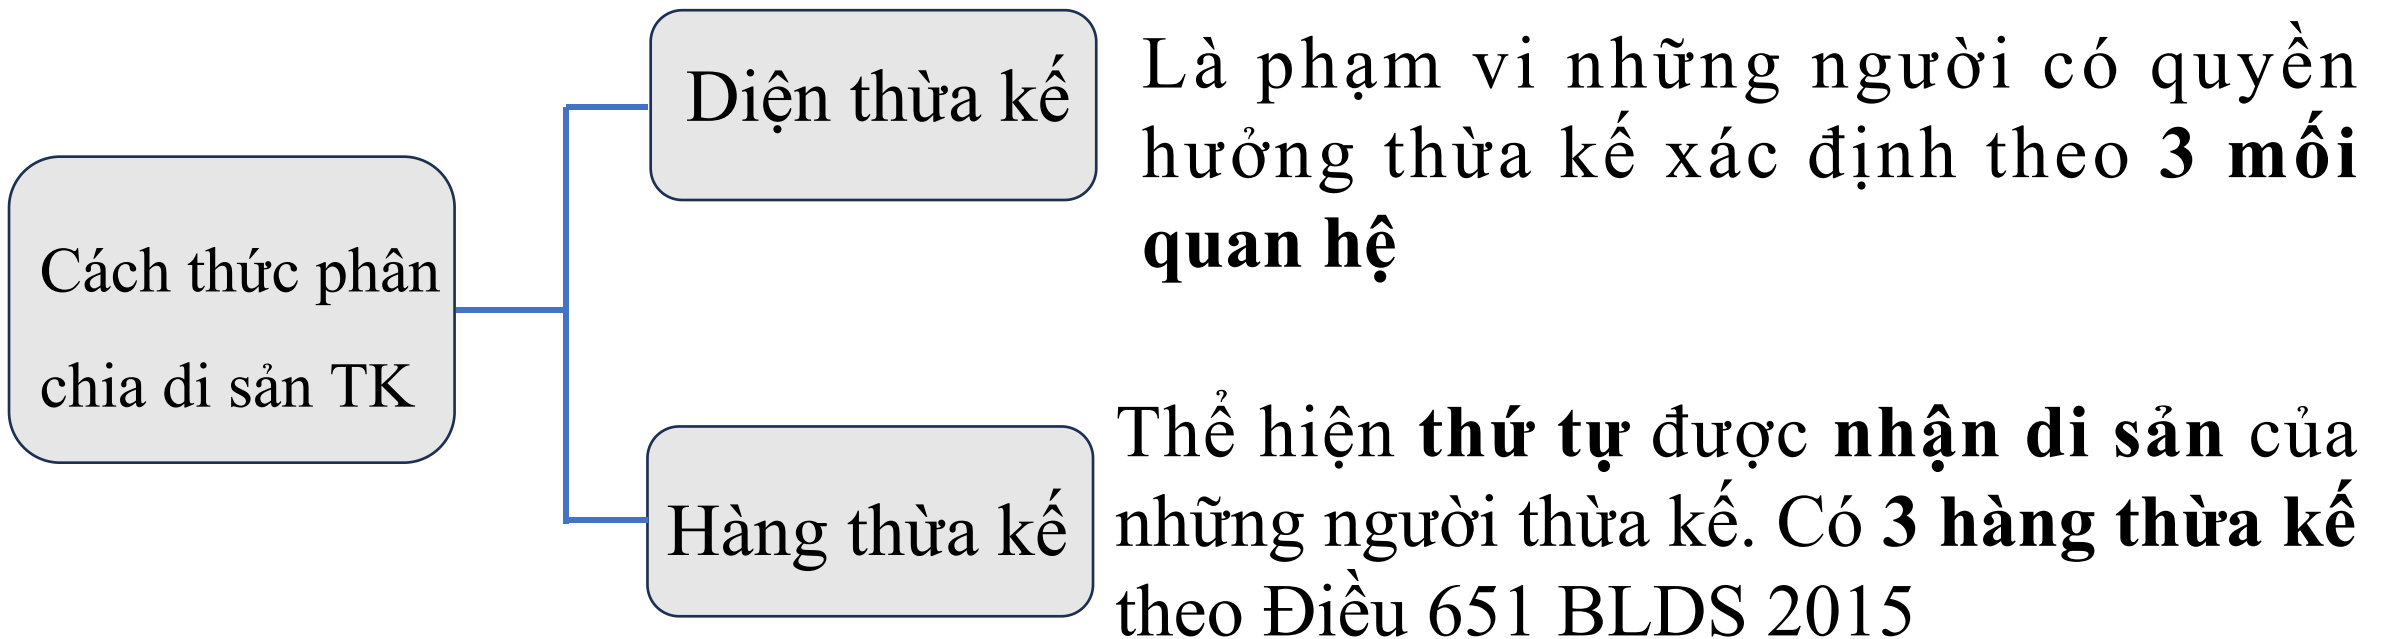 Cách thức phân
chia di sản TK
Diện thừa kế
Là phạm vi những người có quyền
hưởng thừa kế xác định theo 3 mối
quan hệ
Hàng thừa kế
Thể hiện thứ tự được nhận di sản của
những người thừa kế. Có 3 hàng thừa kế
theo Điều 651 BLDS 2015